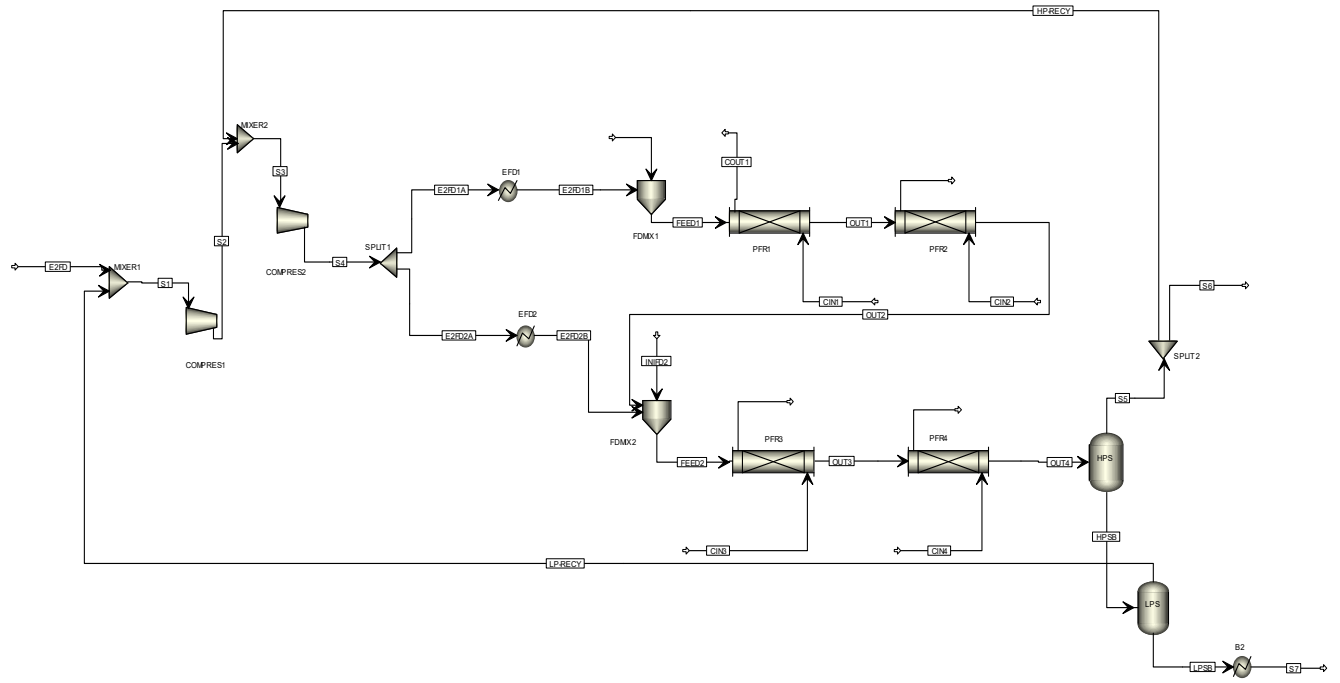 HP-RECY
MIXER2
S3
COMPRES2
S2
S4
SPLIT1
E2FD1A
EFD1
E2FD1B
FDMIX1
FEED1
COUT1
PFR1
OUT1
PFR2
CIN1
CIN2
OUT2
E2FD
MIXER1
S1
COMPRES1
E2FD2A
EFD2
E2FD2B
INIFD2
FDMIX2
FEED2
PFR3
OUT3
PFR4
OUT4
CIN3
CIN4
S6
SPLIT2
S5
HPS
HPSB
LP-RECY
LPS
LPSB
B2
S7